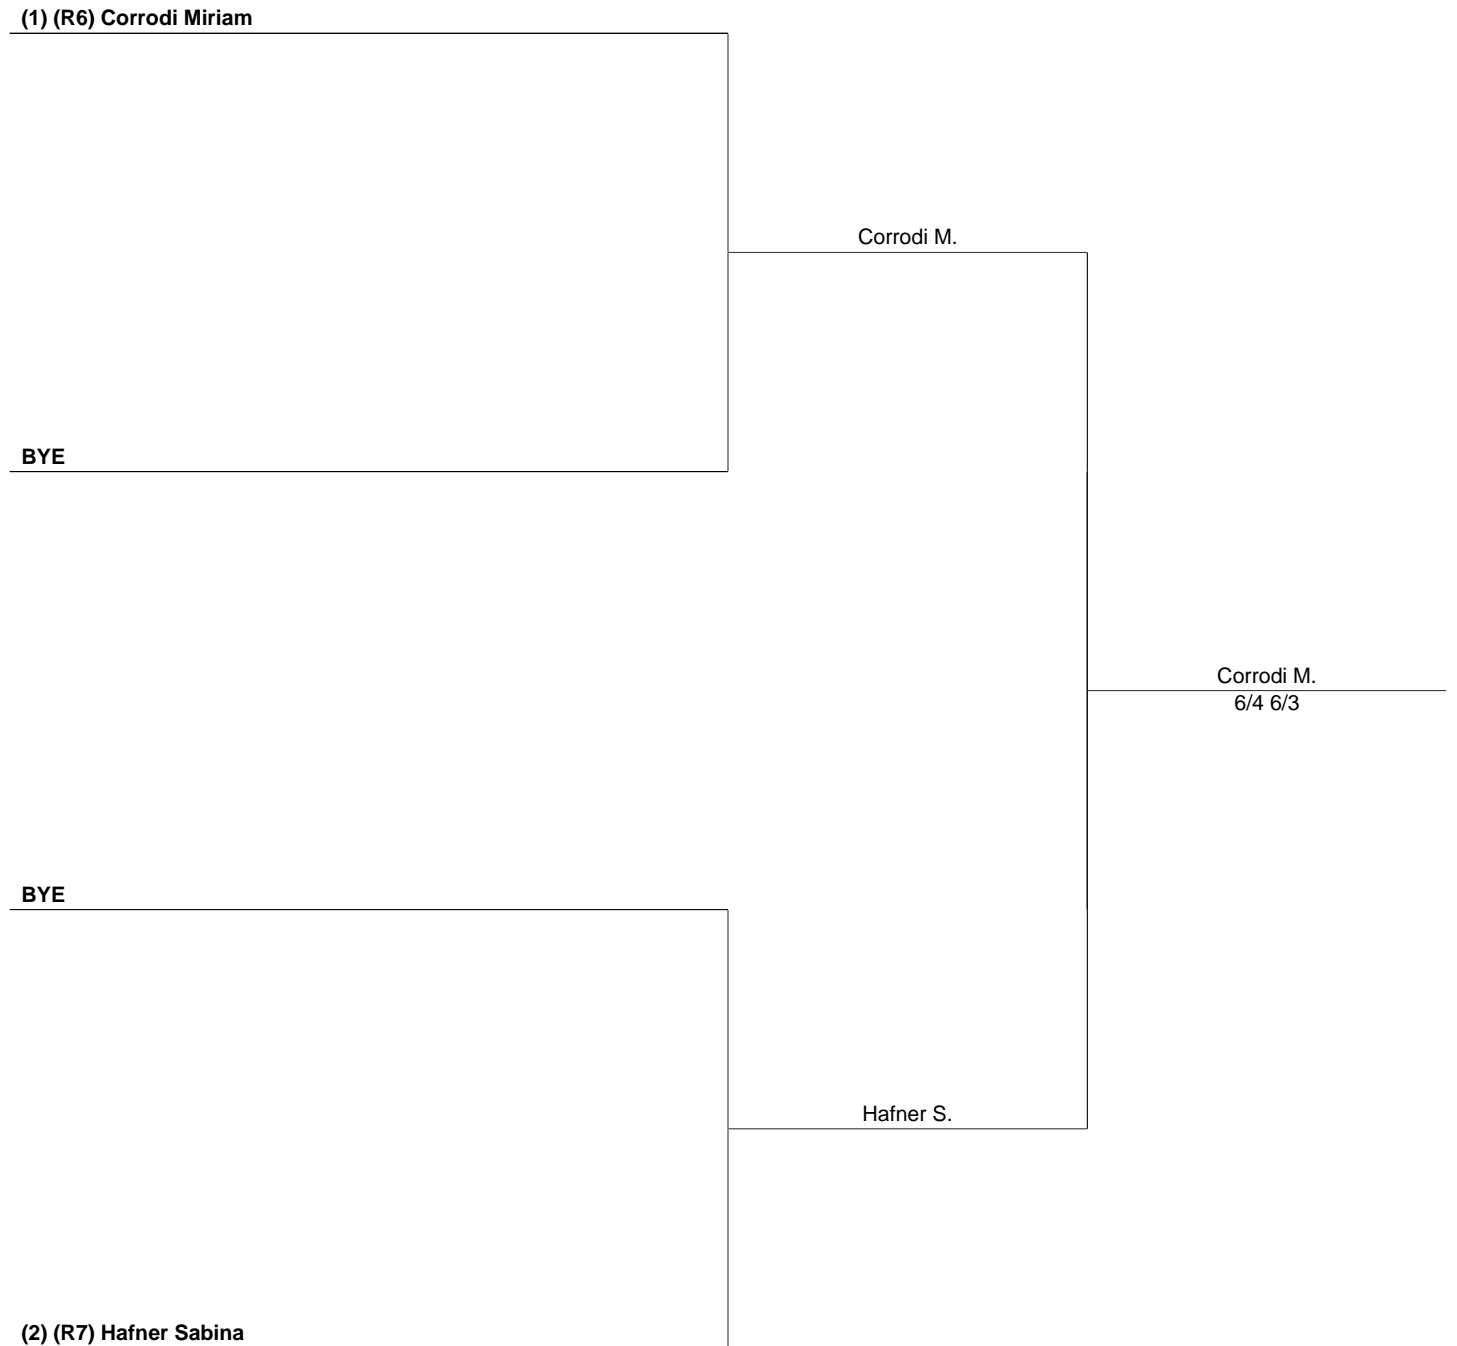 (1) (R6) Corrodi Miriam
Corrodi M.
BYE
Corrodi M.
6/4 6/3
BYE
Hafner S.
(2) (R7) Hafner Sabina